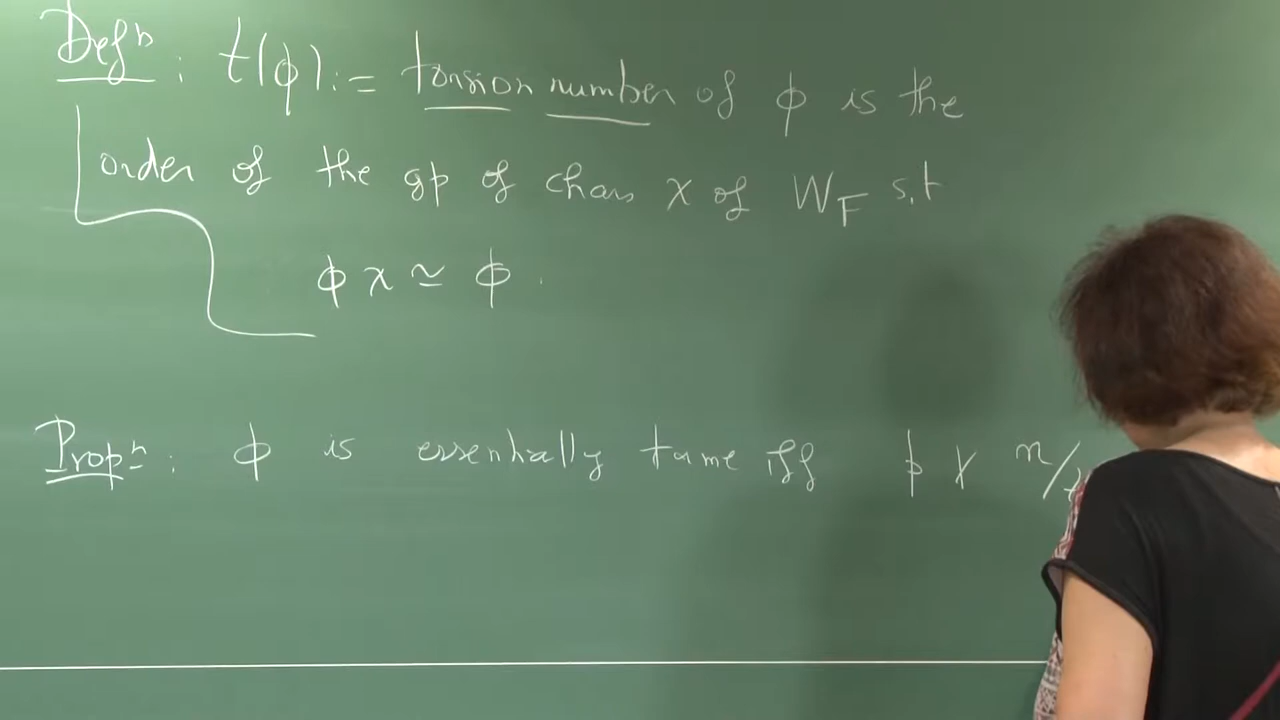 Defn : t(ϕ) := torsion number of ϕ is the
order of the gp of chars χ of W_F s.t
ϕ χ ≃ ϕ .
Propn : ϕ is essentially tame iff p ∤ n/